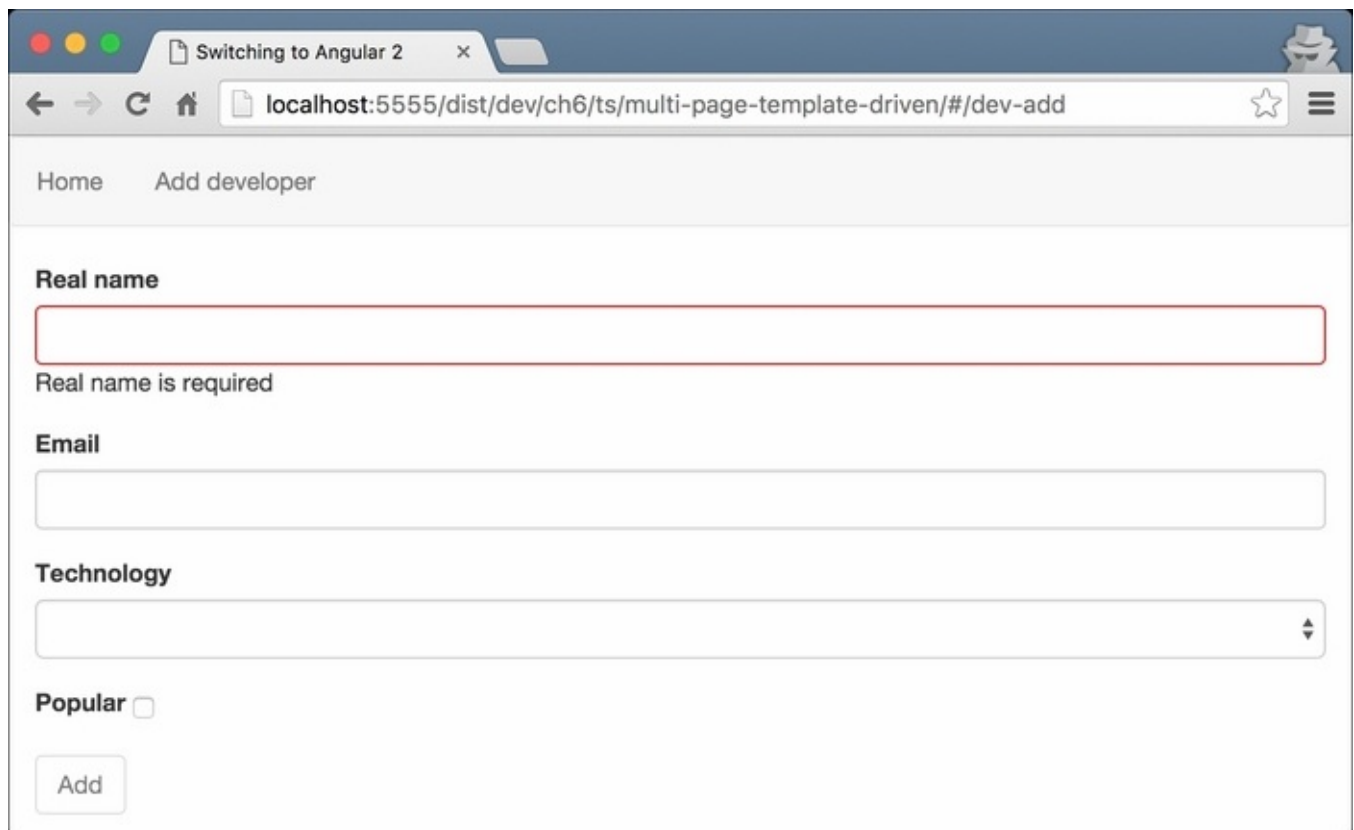 Switching to Angular 2
localhost:5555/dist/dev/ch6/ts/multi-page-template-driven/#/dev-add
Home Add developer
Real name
Real name is required
Email
Technology
Popular
Add